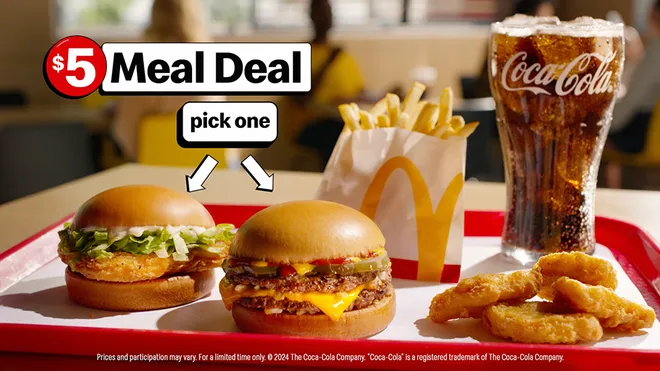 $5 Meal Deal
pick one
Coca-Cola
Prices and participation may vary. For a limited time only. © 2024 The Coca-Cola Company. "Coca-Cola" is a registered trademark of The Coca-Cola Company.